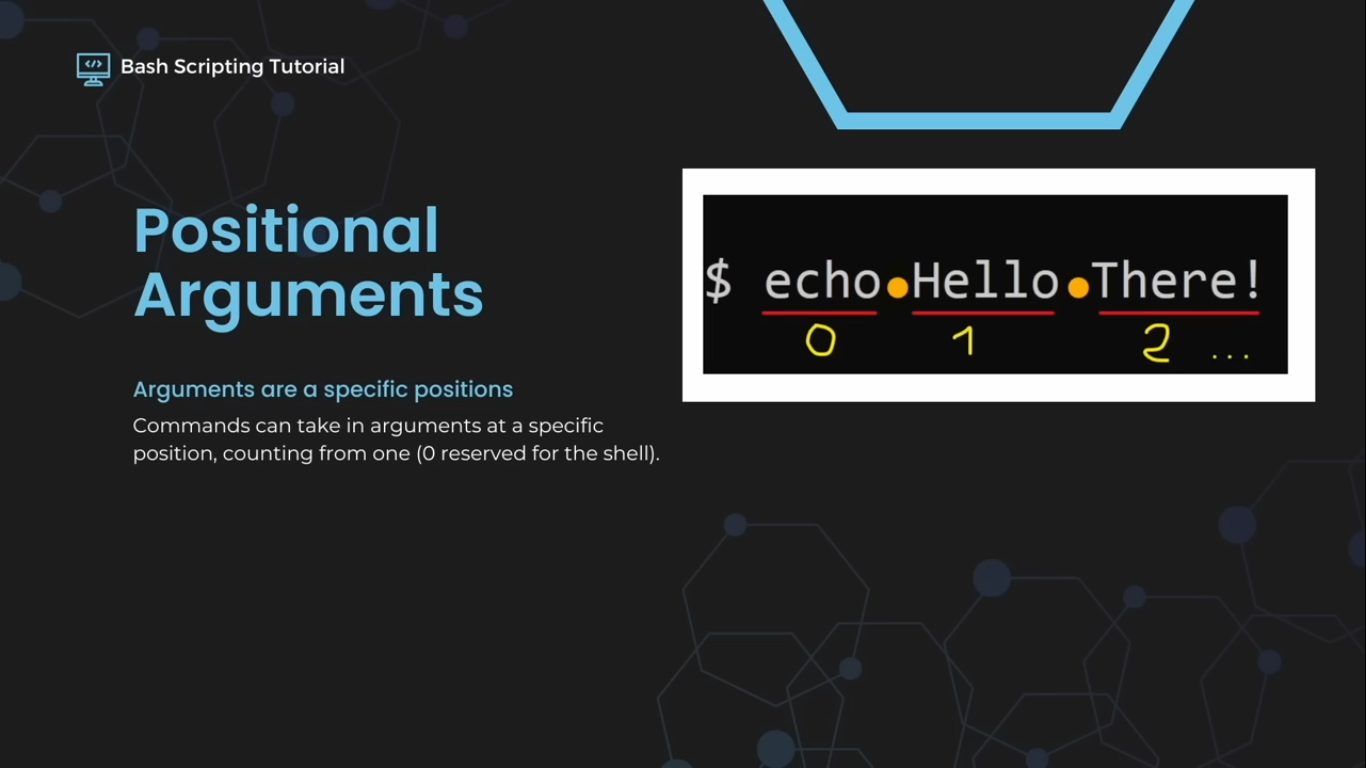 Bash Scripting Tutorial
Positional
Arguments
Arguments are a specific positions
Commands can take in arguments at a specific
position, counting from one (0 reserved for the shell).
$ echo Hello There!
0 1 2 ...